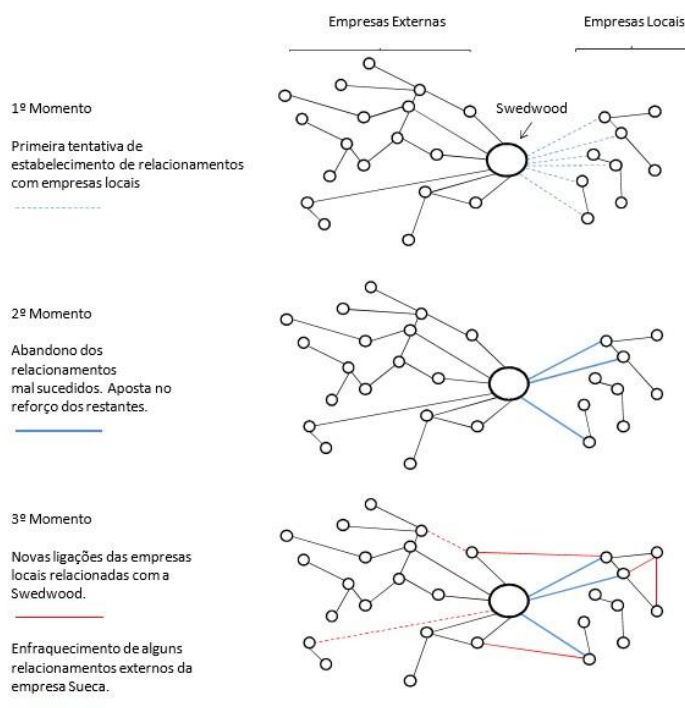 Empresas Externas
Empresas Locais
1º Momento
Swedwood
Primeira tentativa de
estabelecimento de relacionamentos
com empresas locais
2º Momento
Abandono dos
relacionamentos
mal sucedidos. Aposta no
reforço dos restantes.
3º Momento
Novas ligações das empresas
locais relacionadas com a
Swedwood.
Enfraquecimento de alguns
relacionamentos externos da
empresa Sueca.